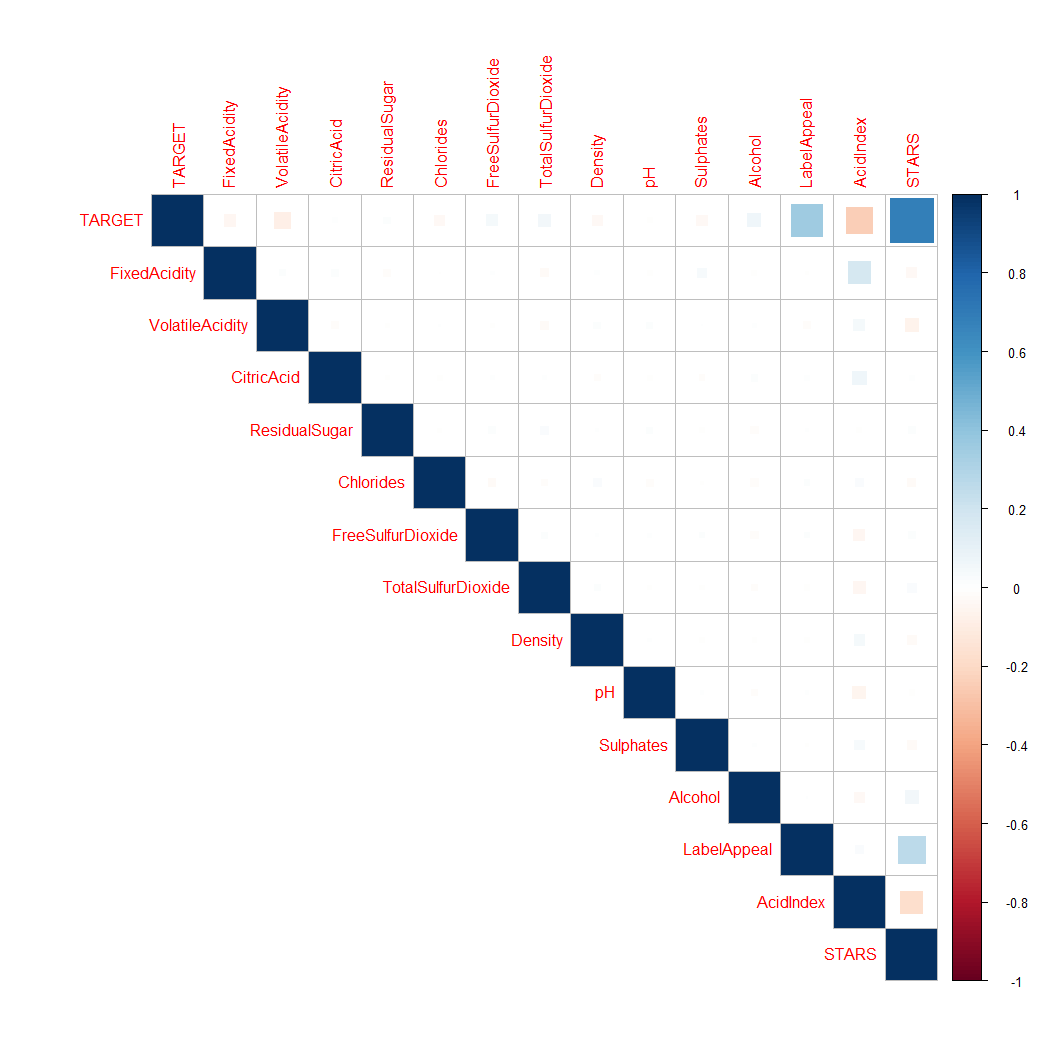 TARGET
FixedAcidity
VolatileAcidity
CitricAcid
ResidualSugar
Chlorides
FreeSulfurDioxide
TotalSulfurDioxide
Density
pH
Sulphates
Alcohol
LabelAppeal
AcidIndex
STARS
TARGET
FixedAcidity
VolatileAcidity
CitricAcid
ResidualSugar
Chlorides
FreeSulfurDioxide
TotalSulfurDioxide
Density
pH
Sulphates
Alcohol
LabelAppeal
AcidIndex
STARS
1
0.8
0.6
0.4
0.2
0
-0.2
-0.4
-0.6
-0.8
-1